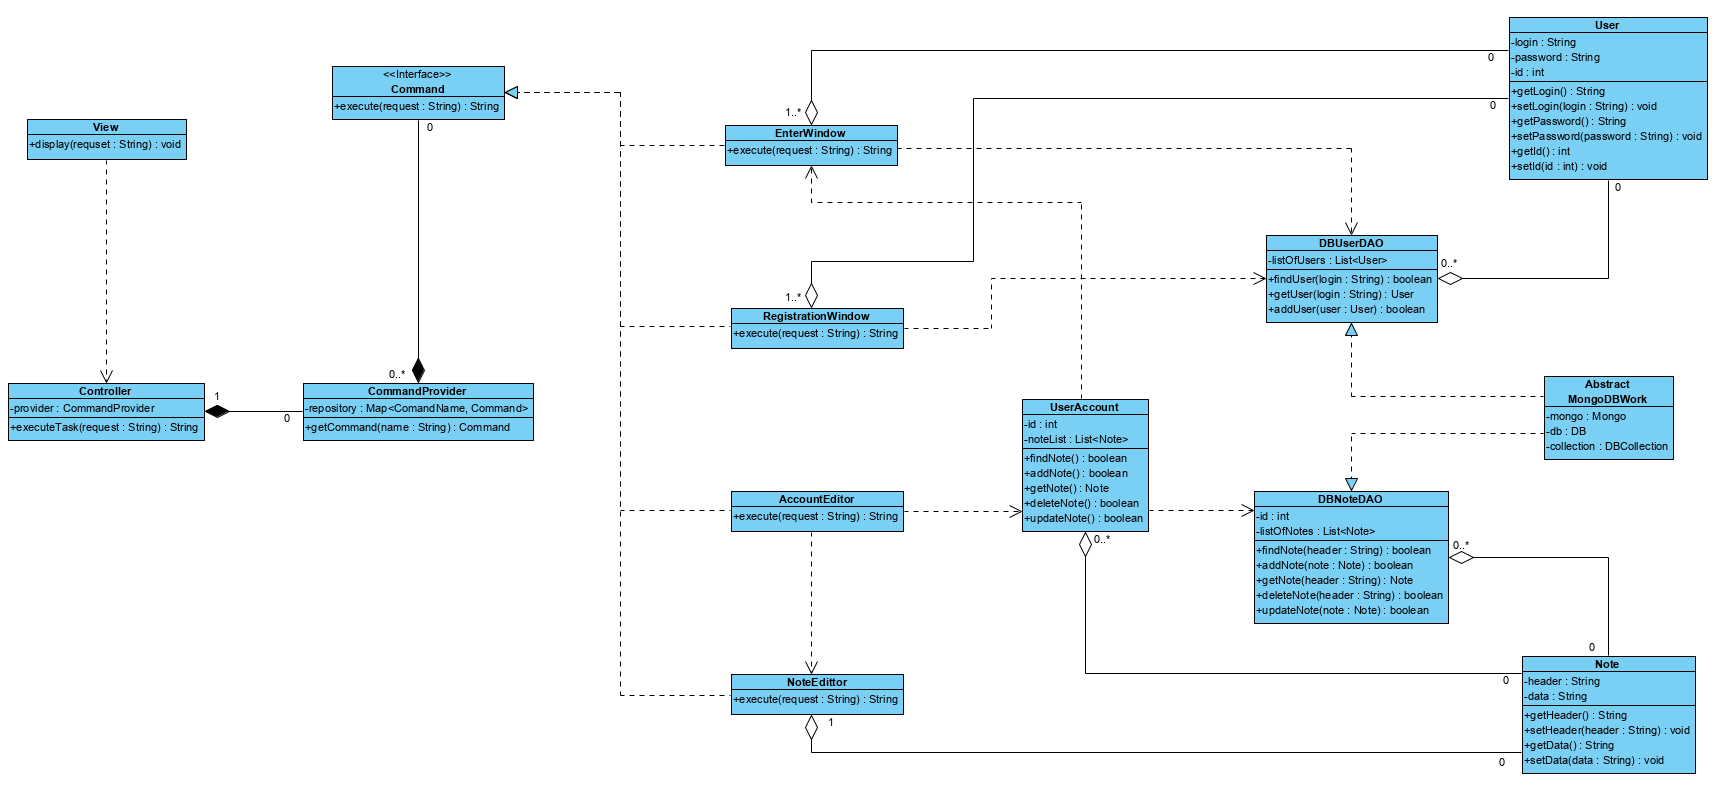 User
-login : String
-password : String
-id : int
+getLogin() : String
+setLogin(login : String) : void
+getPassword() : String
+setPassword(password : String) : void
+getId() : int
+setId(id : int) : void
0
0
0
<<Interface>>
Command
+execute(request : String) : String
0
View
+display(requset : String) : void
1..*
EnterWindow
+execute(request : String) : String
DBUserDAO
-listOfUsers : List<User>
+findUser(login : String) : boolean
+getUser(login : String) : User
+addUser(user : User) : boolean
0..*
1..*
RegistrationWindow
+execute(request : String) : String
Controller
-provider : CommandProvider
+executeTask(request : String) : String
1
0
0..*
CommandProvider
-repository : Map<ComandName, Command>
+getCommand(name : String) : Command
Abstract
MongoDBWork
-mongo : Mongo
-db : DB
-collection : DBCollection
UserAccount
-id : int
-noteList : List<Note>
+findNote() : boolean
+addNote() : boolean
+getNote() : Note
+deleteNote() : boolean
+updateNote() : boolean
0..*
AccountEditor
+execute(request : String) : String
DBNoteDAO
-id : int
-listOfNotes : List<Note>
+findNote(header : String) : boolean
+addNote(note : Note) : boolean
+getNote(header : String) : Note
+deleteNote(header : String) : boolean
+updateNote(note : Note) : boolean
0..*
0
NoteEdittor
+execute(request : String) : String
1
0
0
Note
-header : String
-data : String
+getHeader() : String
+setHeader(header : String) : void
+getData() : String
+setData(data : String) : void